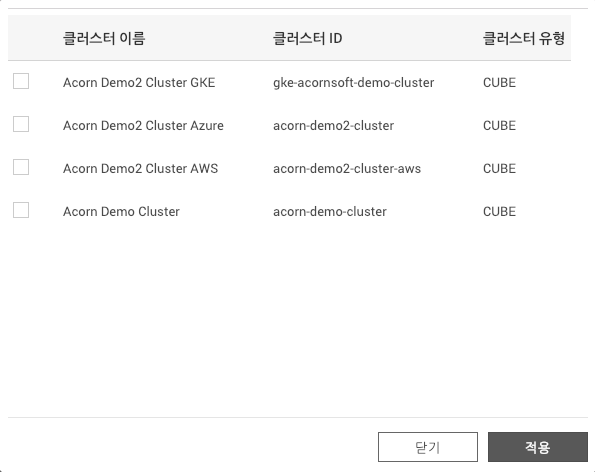 클러스터 이름 클러스터 ID 클러스터 유형
Acorn Demo2 Cluster GKE gke-acornsoft-demo-cluster CUBE
Acorn Demo2 Cluster Azure acorn-demo2-cluster CUBE
Acorn Demo2 Cluster AWS acorn-demo2-cluster-aws CUBE
Acorn Demo Cluster acorn-demo-cluster CUBE
닫기 적용